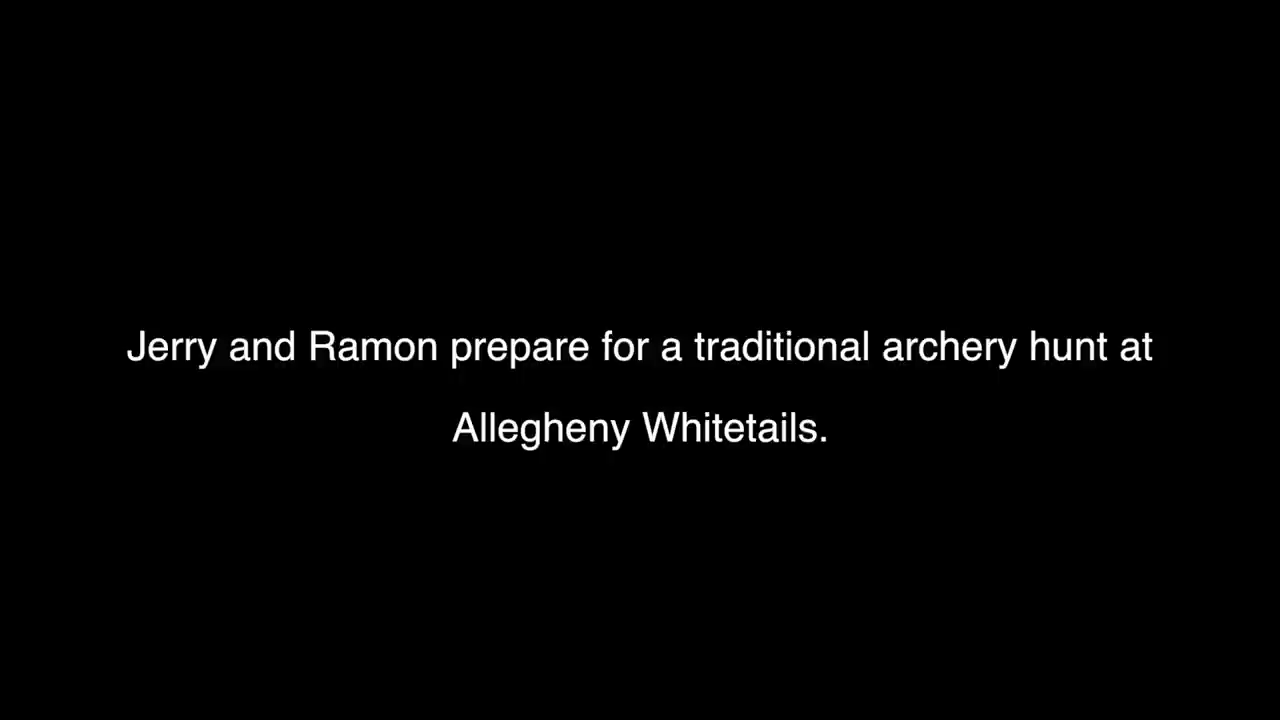 Jerry and Ramon prepare for a traditional archery hunt at
Allegheny Whitetails.